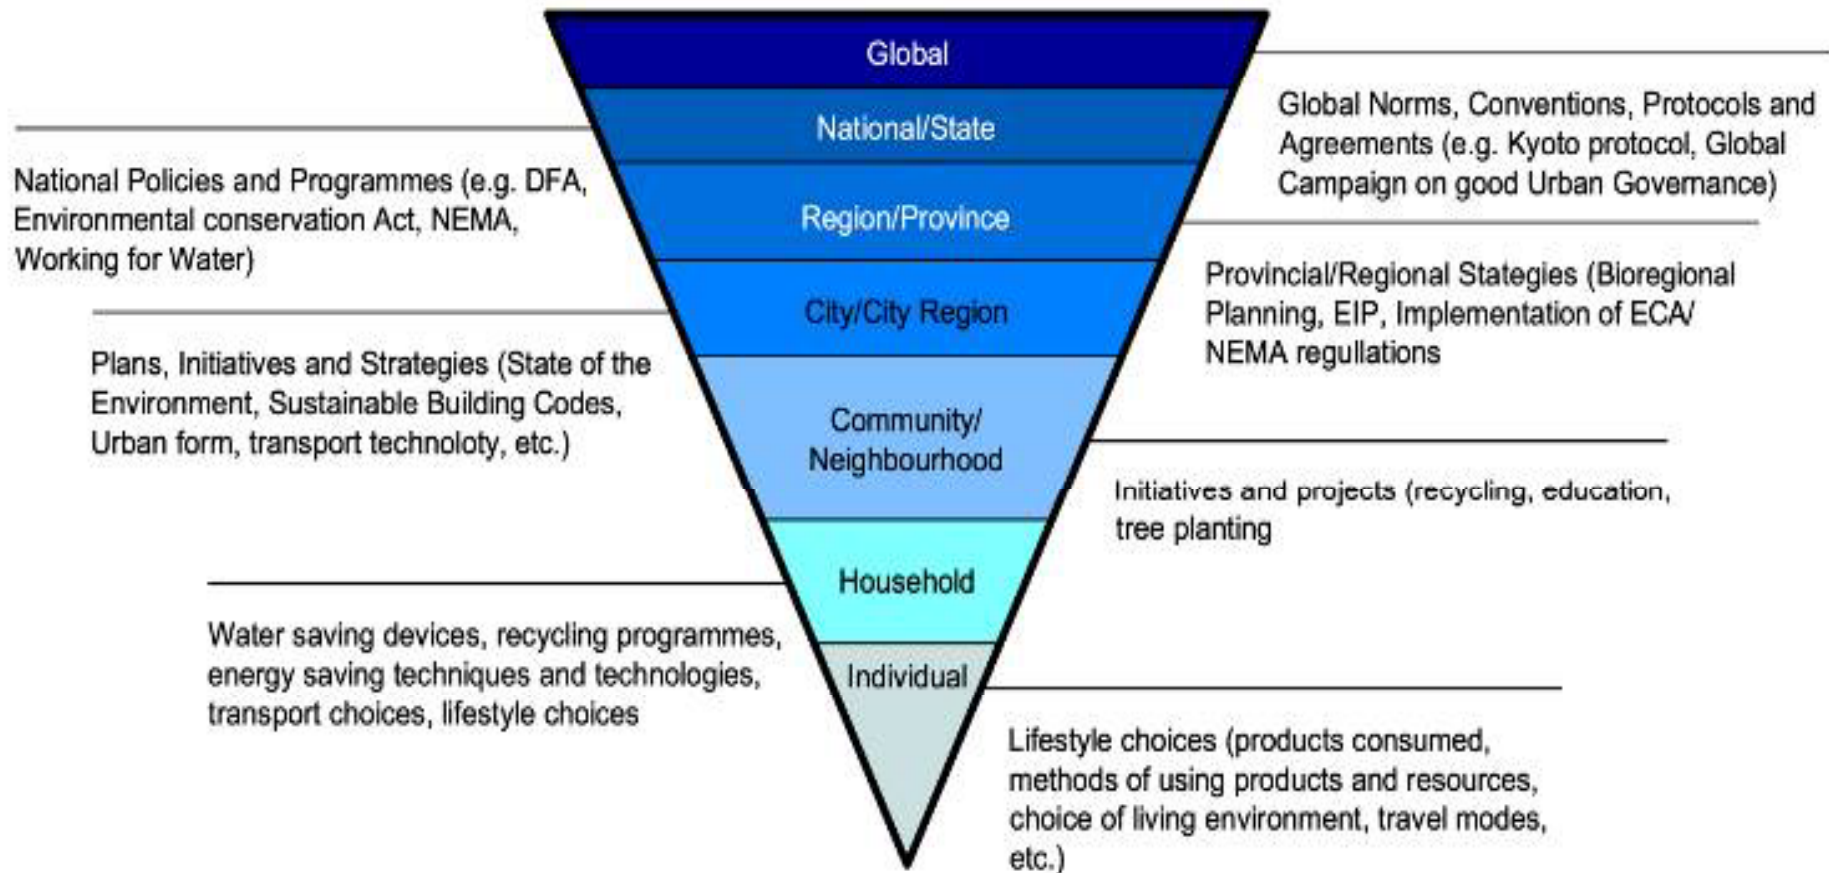 Global
National/State
Region/Province
City/City Region
Community/
Neighbourhood
Household
Individual
National Policies and Programmes (e.g. DFA,
Environmental conservation Act, NEMA,
Working for Water)
Plans, Initiatives and Strategies (State of the
Environment, Sustainable Building Codes,
Urban form, transport technoloty, etc.)
Water saving devices, recycling programmes,
energy saving techniques and technologies,
transport choices, lifestyle choices
Global Norms, Conventions, Protocols and
Agreements (e.g. Kyoto protocol, Global
Campaign on good Urban Governance)
Provincial/Regional Stategies (Bioregional
Planning, EIP, Implementation of ECA/
NEMA regullations
Initiatives and projects (recycling, education,
tree planting
Lifestyle choices (products consumed,
methods of using products and resources,
choice of living environment, travel modes,
etc.)